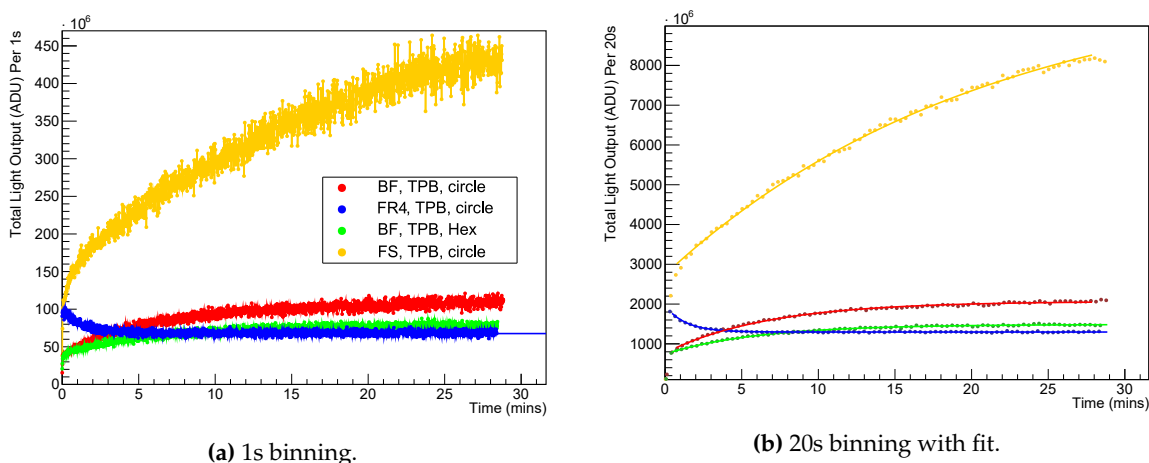 ×10⁶
Total Light Output (ADU) Per 1s
450
400
350
300
250
200
150
100
50
0
0 5 10 15 20 25 30
Time (mins)
BF, TPB, circle
FR4, TPB, circle
BF, TPB, Hex
FS, TPB, circle
(a) 1s binning.
×10⁶
Total Light Output (ADU) Per 20s
8000
7000
6000
5000
4000
3000
2000
1000
0 5 10 15 20 25 30
Time (mins)
(b) 20s binning with fit.